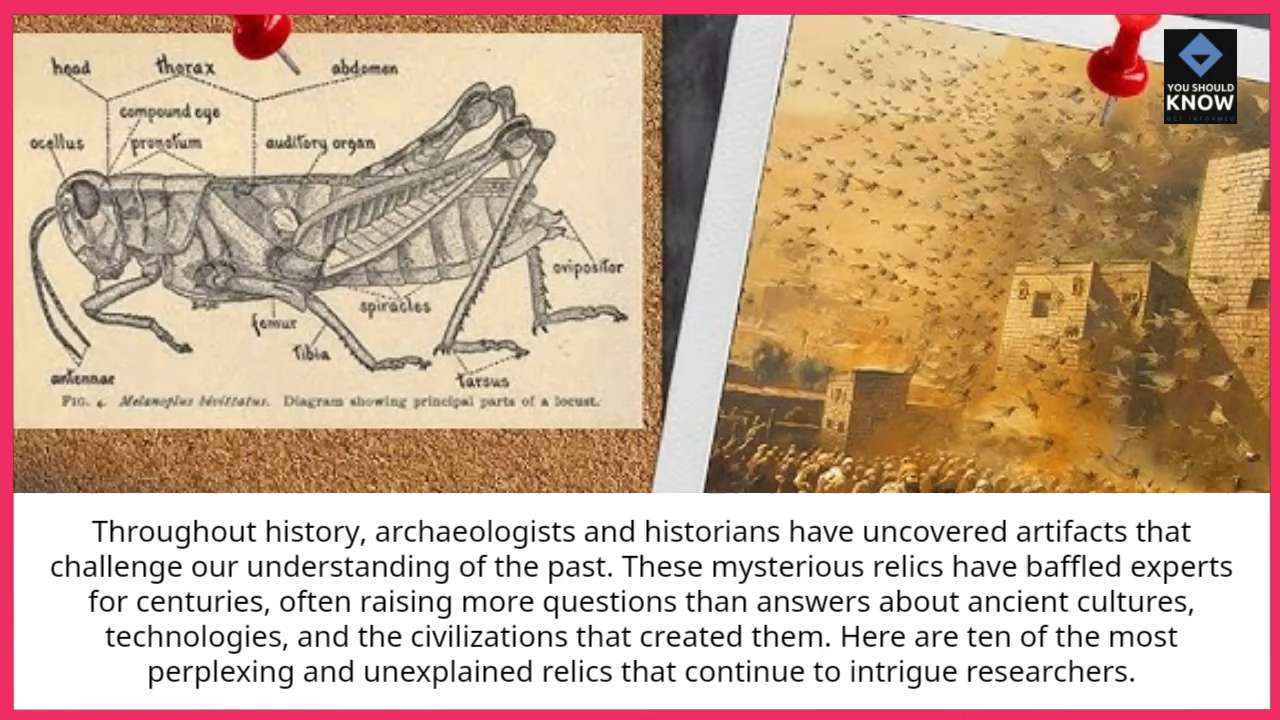 head thorax abdomen
compound eye
ocellus pronotum auditory organ
ovipositor
spiracles
femur
tibia
antennae tarsus
FIG. 4. Melanoplus bivittatus. Diagram showing principal parts of a locust.
YOU SHOULD
KNOW
GET INFORMED
Throughout history, archaeologists and historians have uncovered artifacts that
challenge our understanding of the past. These mysterious relics have baffled experts
for centuries, often raising more questions than answers about ancient cultures,
technologies, and the civilizations that created them. Here are ten of the most
perplexing and unexplained relics that continue to intrigue researchers.